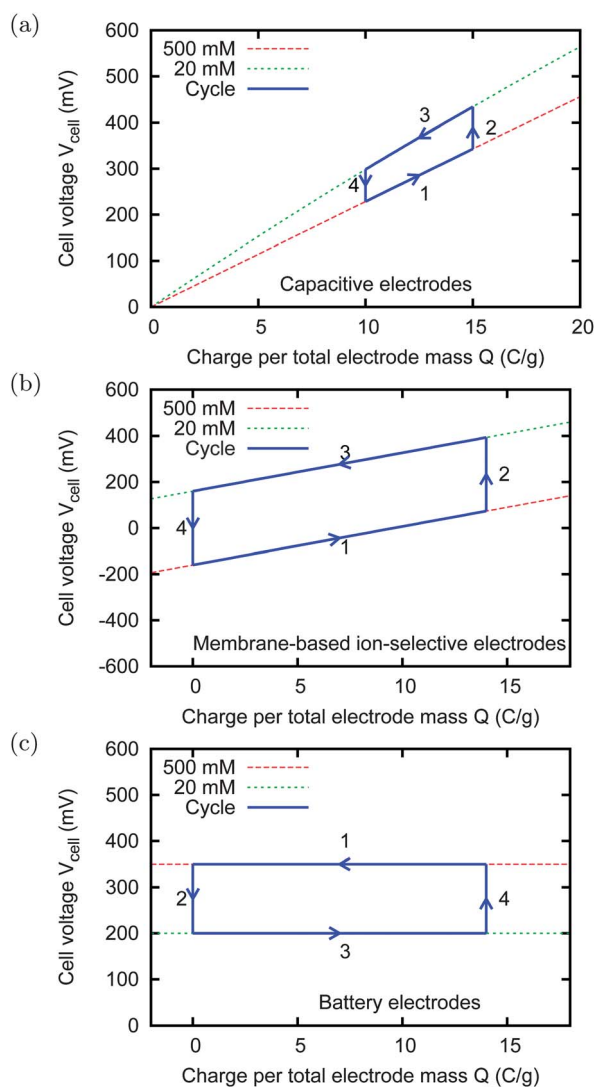 (a)
600
500
400
300
200
100
0
Cell voltage V_cell (mV)
500 mM
20 mM
Cycle
3
2
4
1
Capacitive electrodes
0 5 10 15 20
Charge per total electrode mass Q (C/g)
(b)
600
400
200
0
-200
-400
-600
Cell voltage V_cell (mV)
500 mM
20 mM
Cycle
3
2
4
1
Membrane-based ion-selective electrodes
0 5 10 15
Charge per total electrode mass Q (C/g)
(c)
600
500
400
300
200
100
0
Cell voltage V_cell (mV)
500 mM
20 mM
Cycle
1
2
4
3
Battery electrodes
0 5 10 15
Charge per total electrode mass Q (C/g)